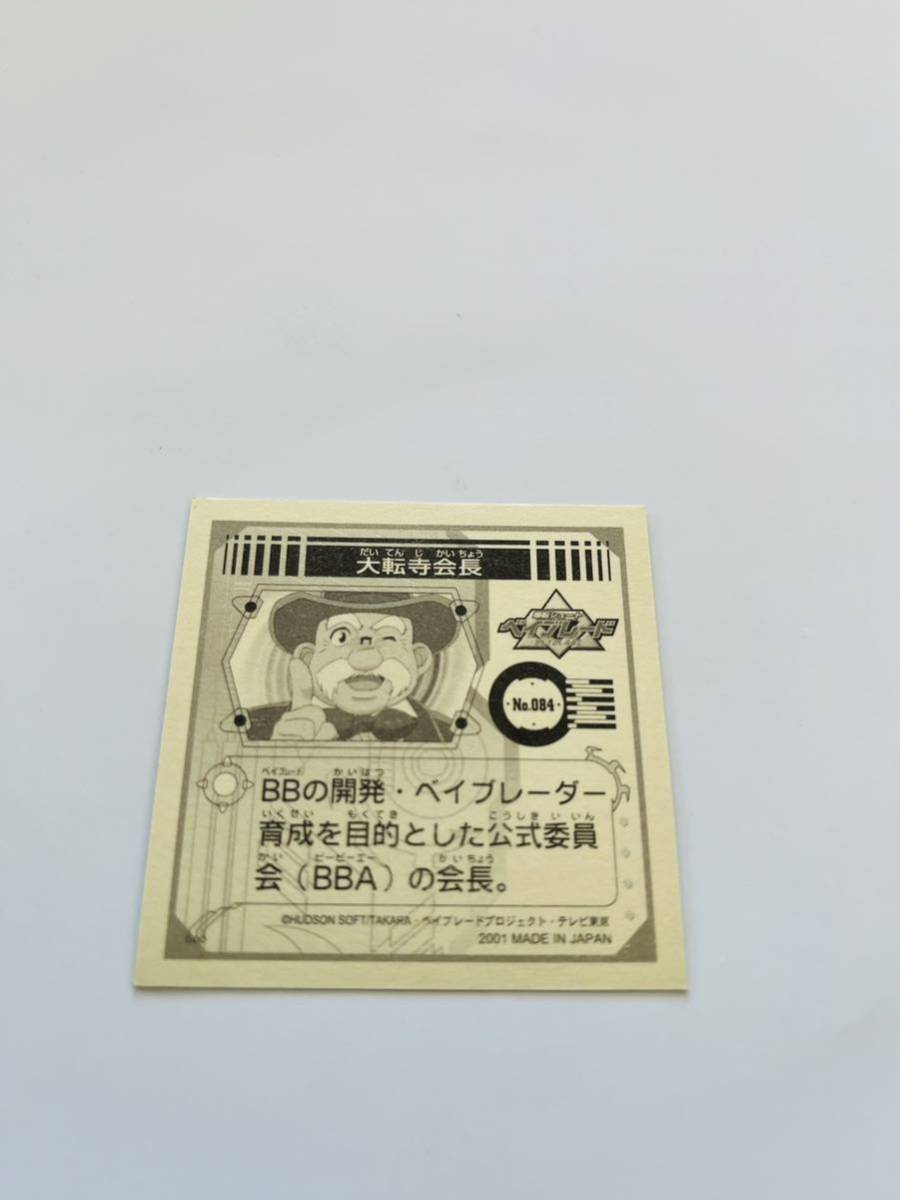 だいてんじかいちょう
大転寺会長
爆転シュート
ベイブレード
No.084
ベイブレード かいはつ
BBの開発・ベイブレーダー
いくせい もくてき こうしき い いん
育成を目的とした公式委員
かい ビービーエー かいちょう
会（BBA）の会長。
©HUDSON SOFT/TAKARA・ベイブレードプロジェクト・テレビ東京
2001 MADE IN JAPAN